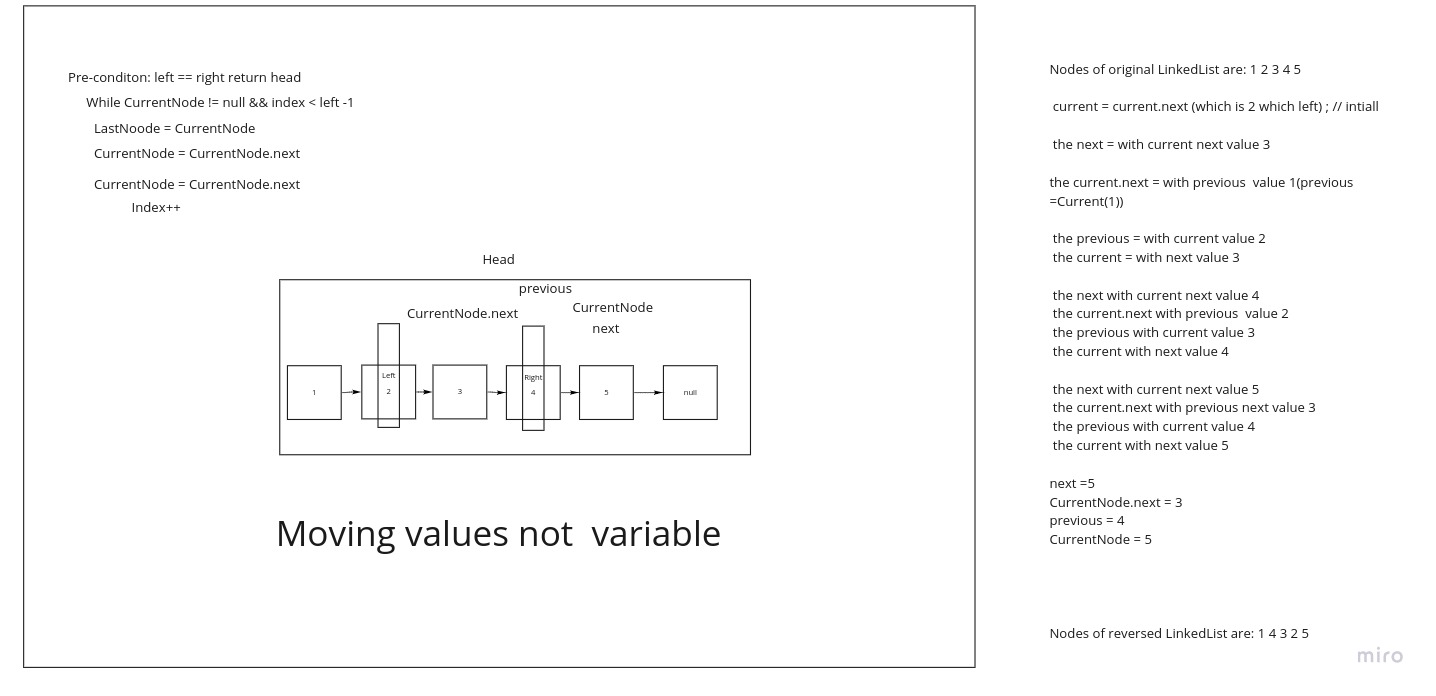 Pre-conditon: left == right return head
While CurrentNode != null && index < left -1
LastNoode = CurrentNode
CurrentNode = CurrentNode.next
CurrentNode = CurrentNode.next
Index++
Head
previous
CurrentNode.next
CurrentNode
next
Left
Right
1
2
3
4
5
null
Moving values not  variable
Nodes of original LinkedList are: 1 2 3 4 5
current = current.next (which is 2 which left) ; // intiall
the next = with current next value 3
the current.next = with previous  value 1(previous
=Current(1))
the previous = with current value 2
the current = with next value 3
the next with current next value 4
the current.next with previous  value 2
the previous with current value 3
the current with next value 4
the next with current next value 5
the current.next with previous next value 3
the previous with current value 4
the current with next value 5
next =5
CurrentNode.next = 3
previous = 4
CurrentNode = 5
Nodes of reversed LinkedList are: 1 4 3 2 5
miro